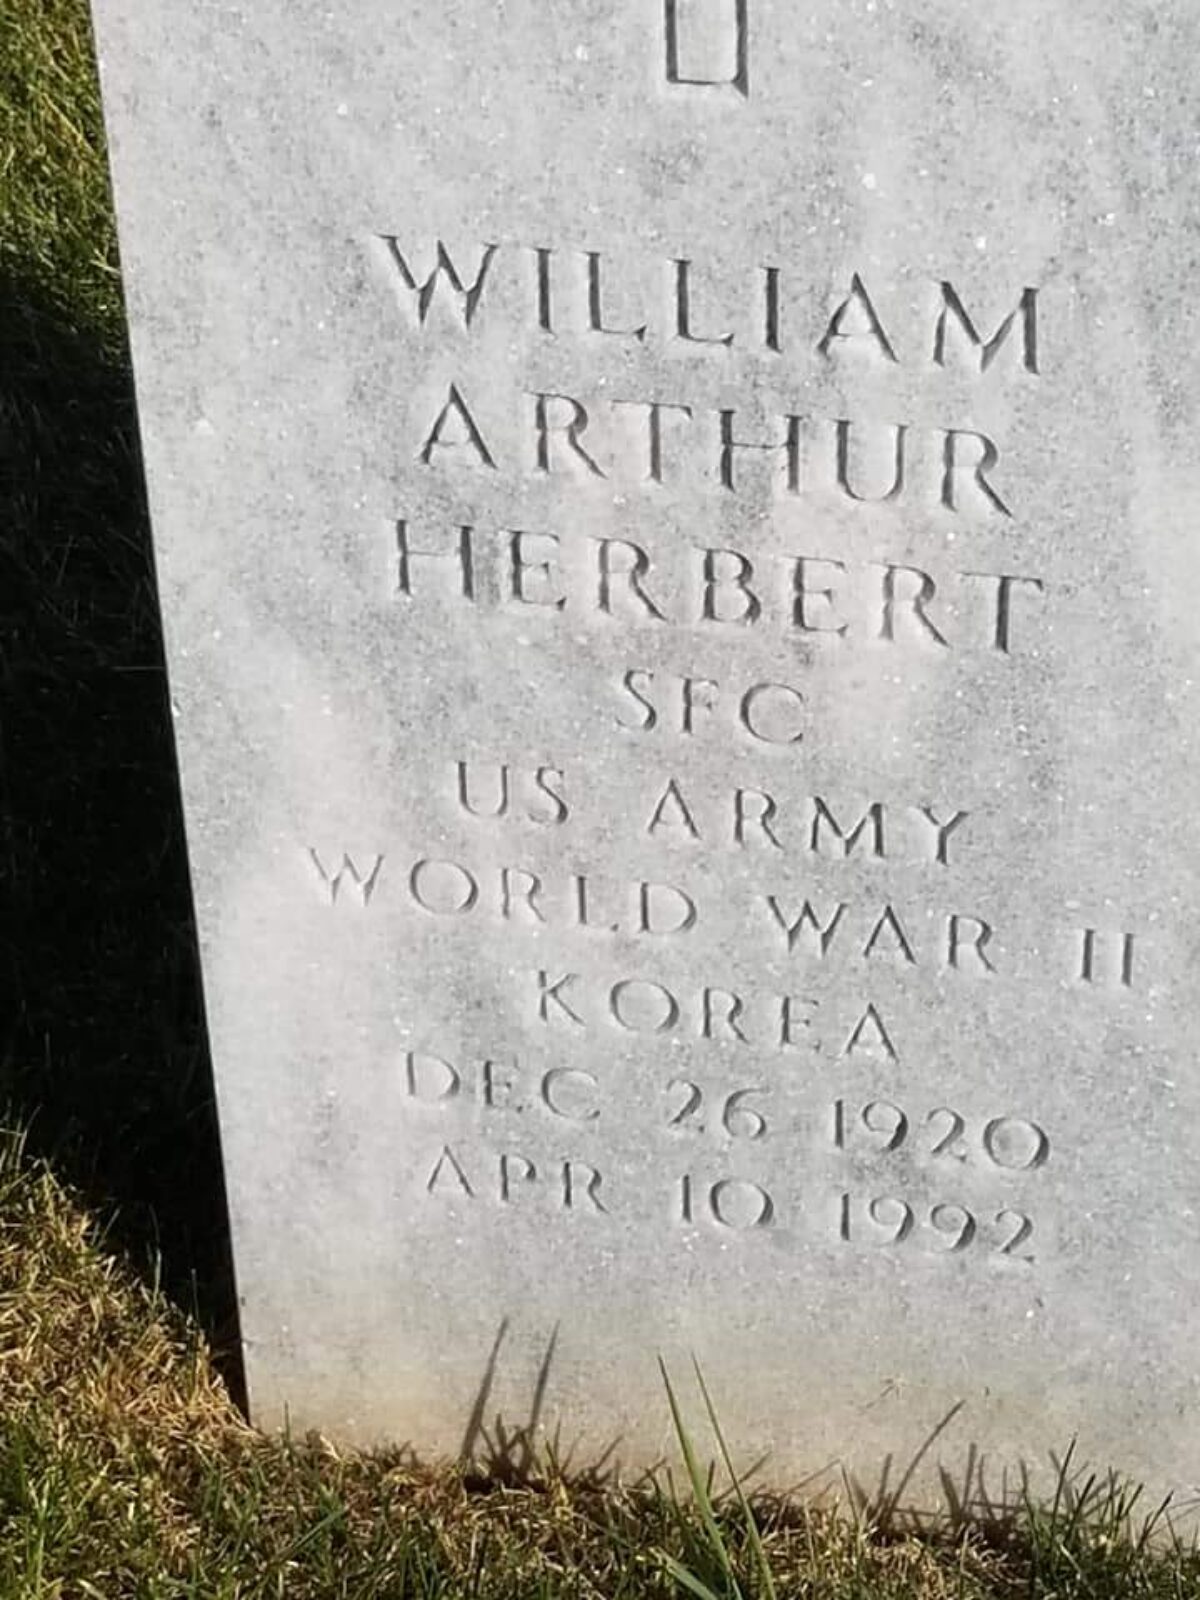 WILLIAM
ARTHUR
HERBERT
SFC
US ARMY
WORLD WAR II
KOREA
DEC 26 1920
APR 10 1992